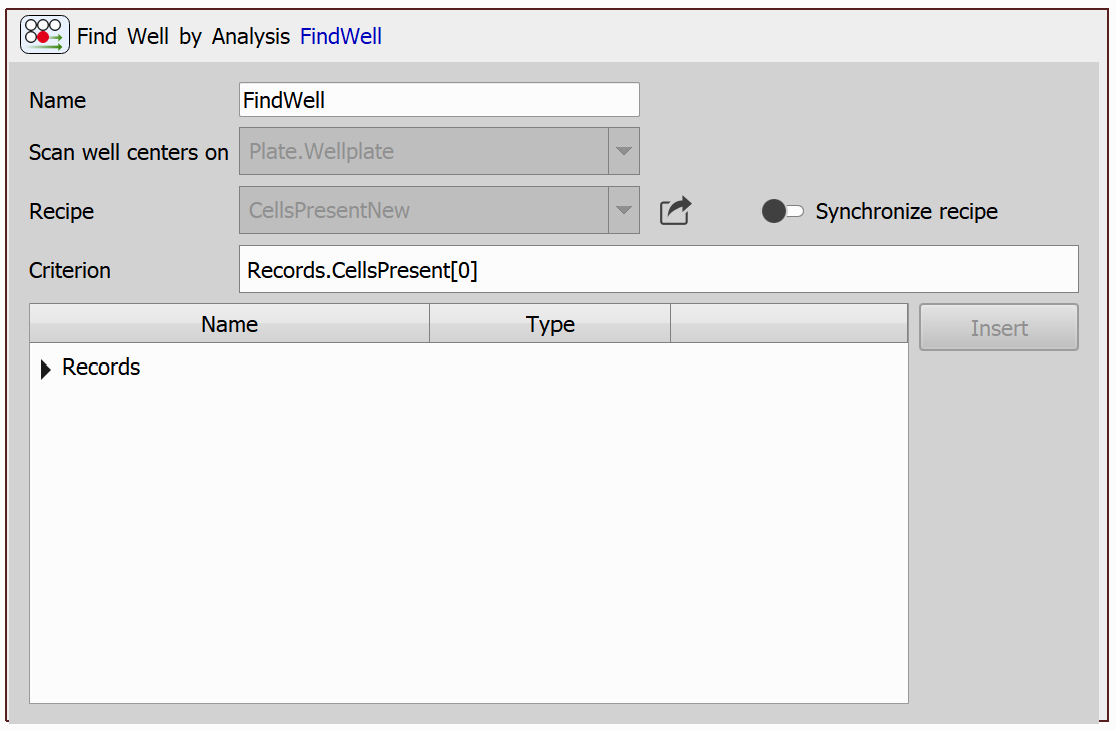 Find Well by Analysis FindWell
Name FindWell
Scan well centers on Plate.Wellplate
Recipe CellsPresentNew Synchronize recipe
Criterion Records.CellsPresent[0]
Name Type Insert
Records